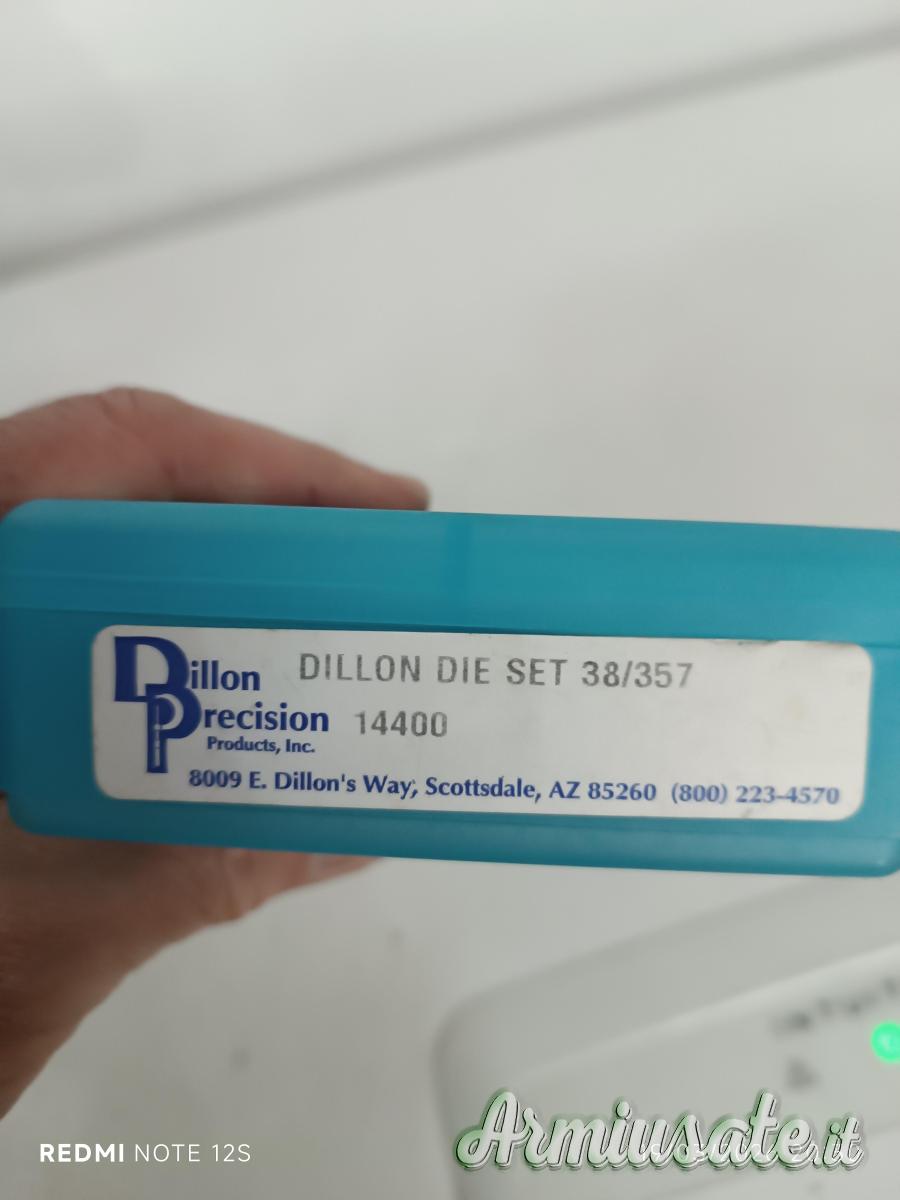 Dillon
Precision
Products, Inc.
DILLON DIE SET 38/357
14400
8009 E. Dillon's Way, Scottsdale, AZ 85260 (800) 223-4570
REDMI NOTE 12S
Armiusate.it